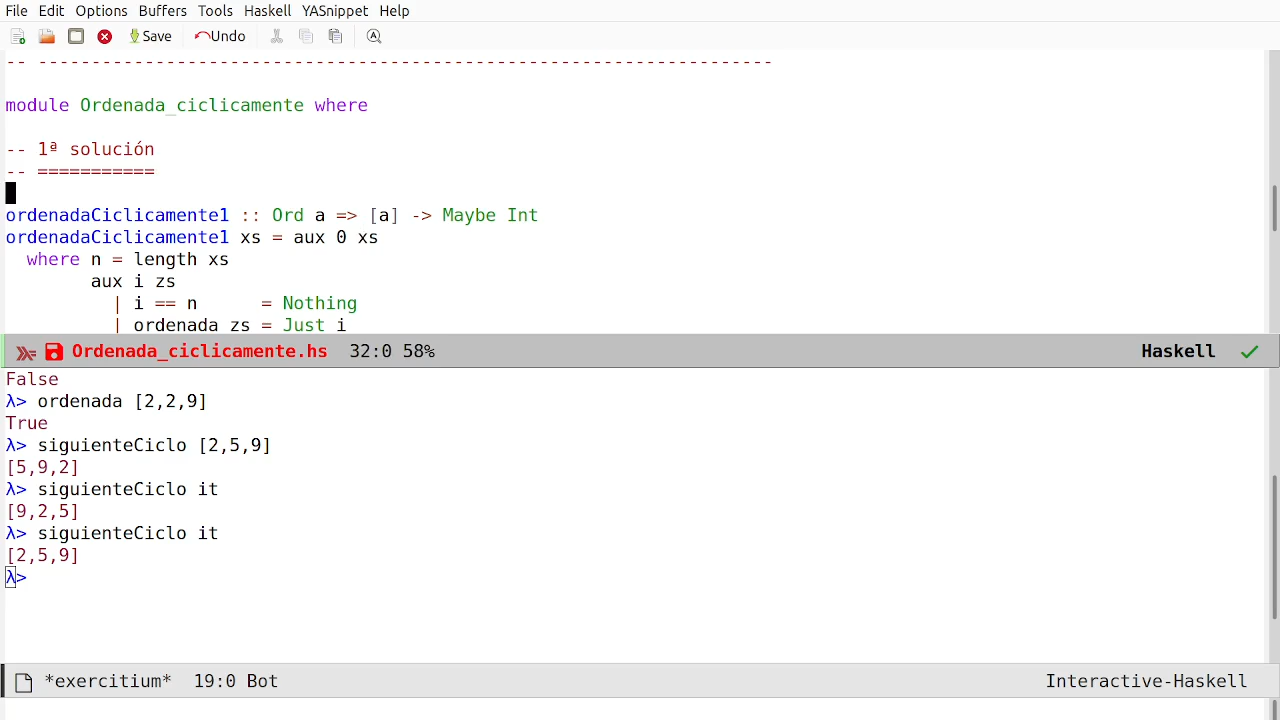 File Edit Options Buffers Tools Haskell YASnippet Help
Save Undo
-- ---------------------------------------------------------------------
module Ordenada_ciclicamente where
-- 1ª solución
-- ===========
ordenadaCiclicamente1 :: Ord a => [a] -> Maybe Int
ordenadaCiclicamente1 xs = aux 0 xs
  where n = length xs
        aux i zs
          | i == n      = Nothing
          | ordenada zs = Just i
Ordenada_ciclicamente.hs 32:0 58% Haskell
False
λ> ordenada [2,2,9]
True
λ> siguienteCiclo [2,5,9]
[5,9,2]
λ> siguienteCiclo it
[9,2,5]
λ> siguienteCiclo it
[2,5,9]
λ>
*exercitium* 19:0 Bot Interactive-Haskell